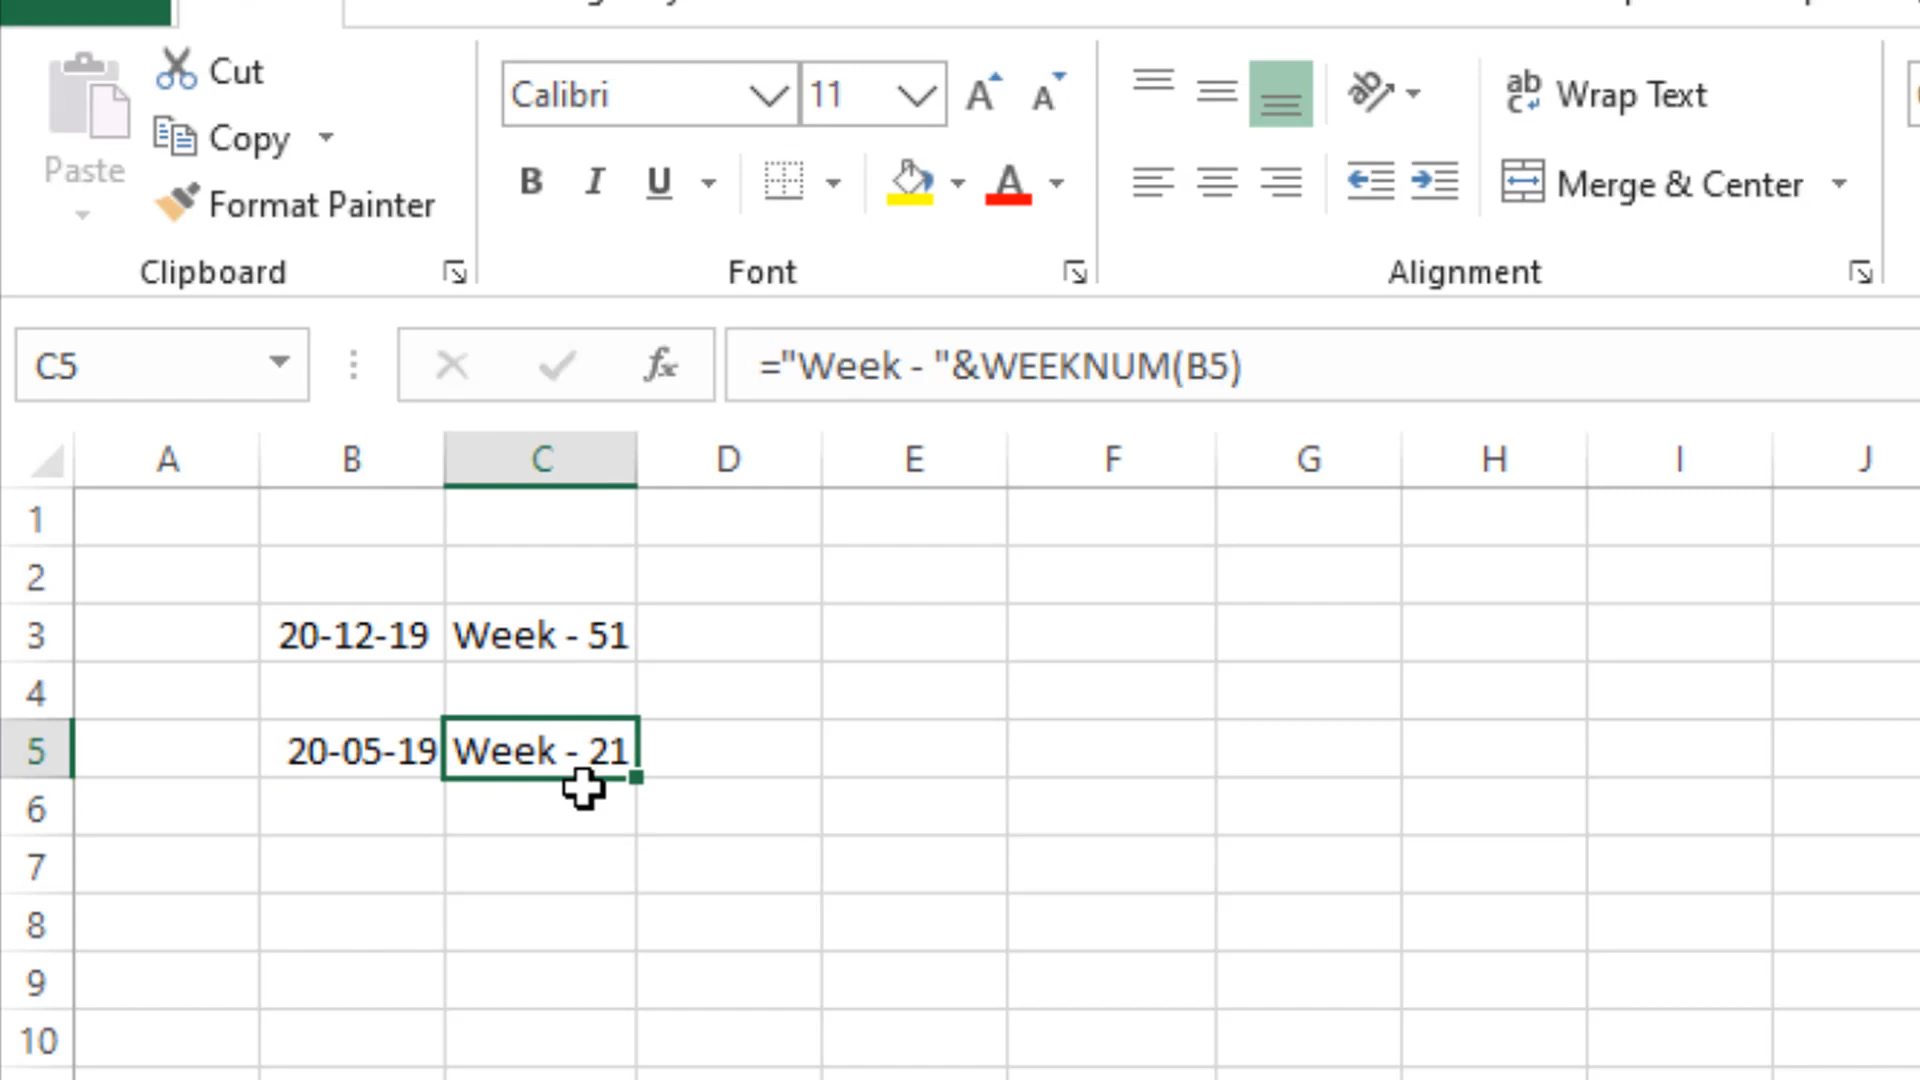 Cut
Copy
Paste
Format Painter
Clipboard
Calibri 11
B I U
Font
Wrap Text
Merge & Center
Alignment
C5 fx ="Week - "&WEEKNUM(B5)
A B C D E F G H I J
1
2
3 20-12-19 Week - 51
4
5 20-05-19 Week - 21
6
7
8
9
10